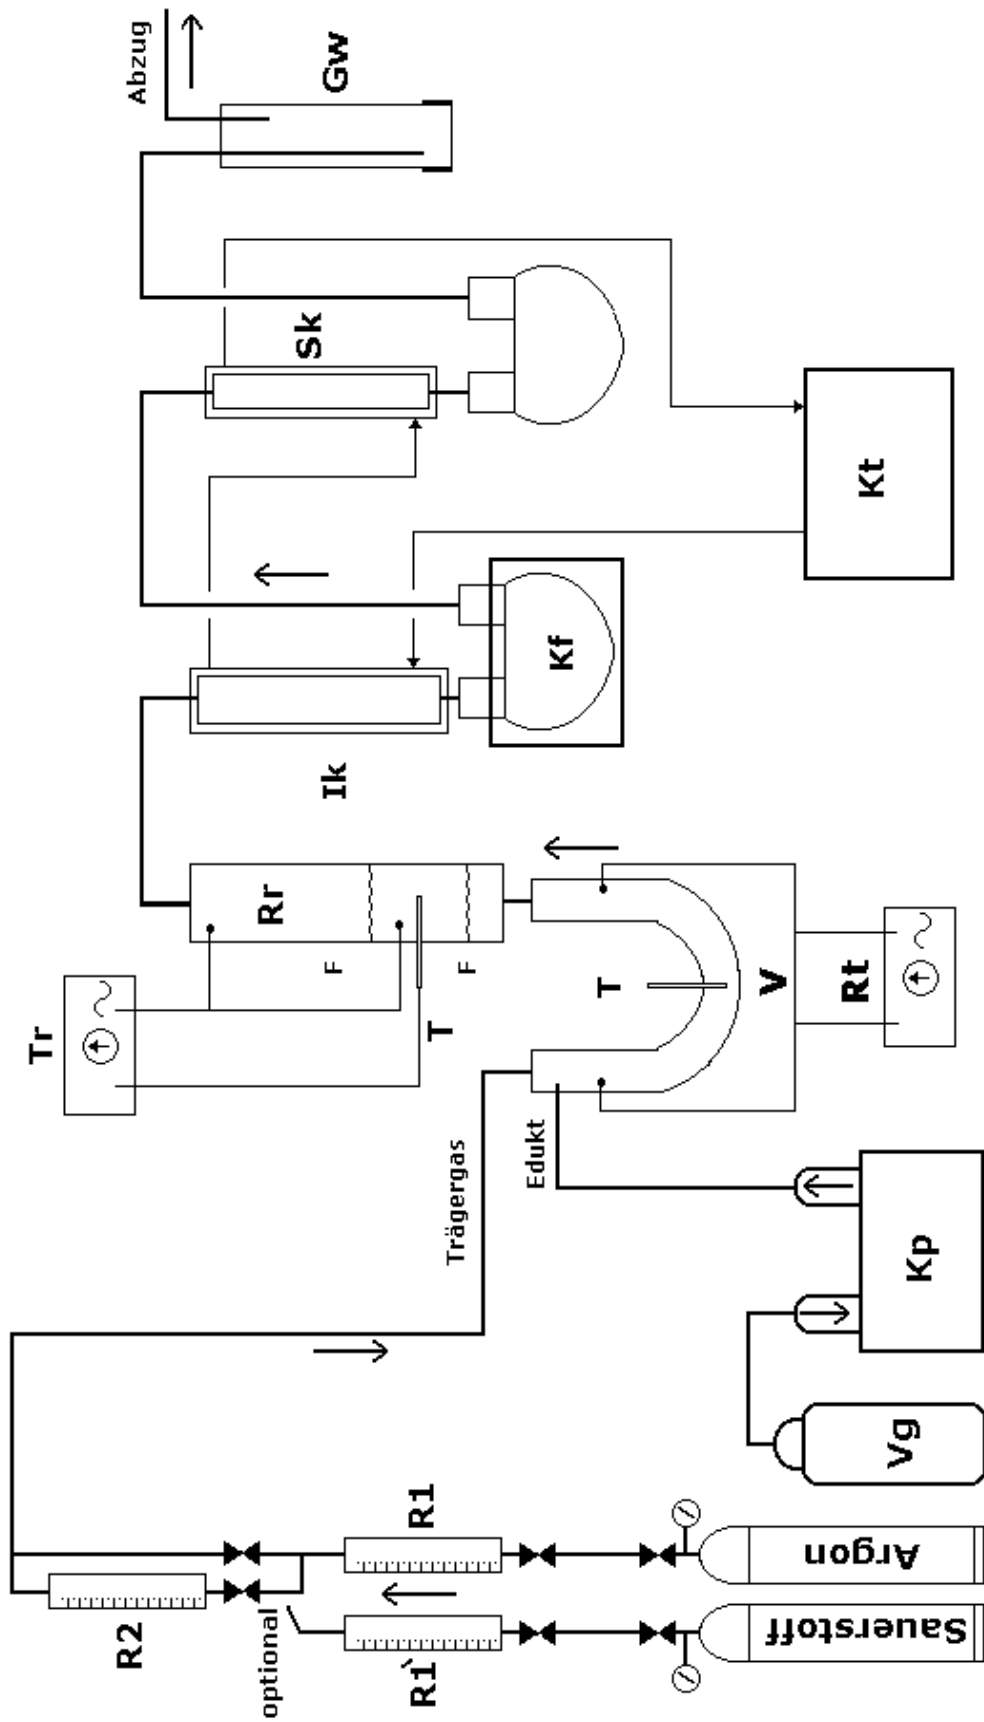 Abzug
Gw
Sk
Kt
Kf
Ik
Rr
F
F
Tr
T
T
V
Rt
Trägergas
Edukt
Kp
Vg
R1
R2
optional
R1`
Argon
Sauerstoff